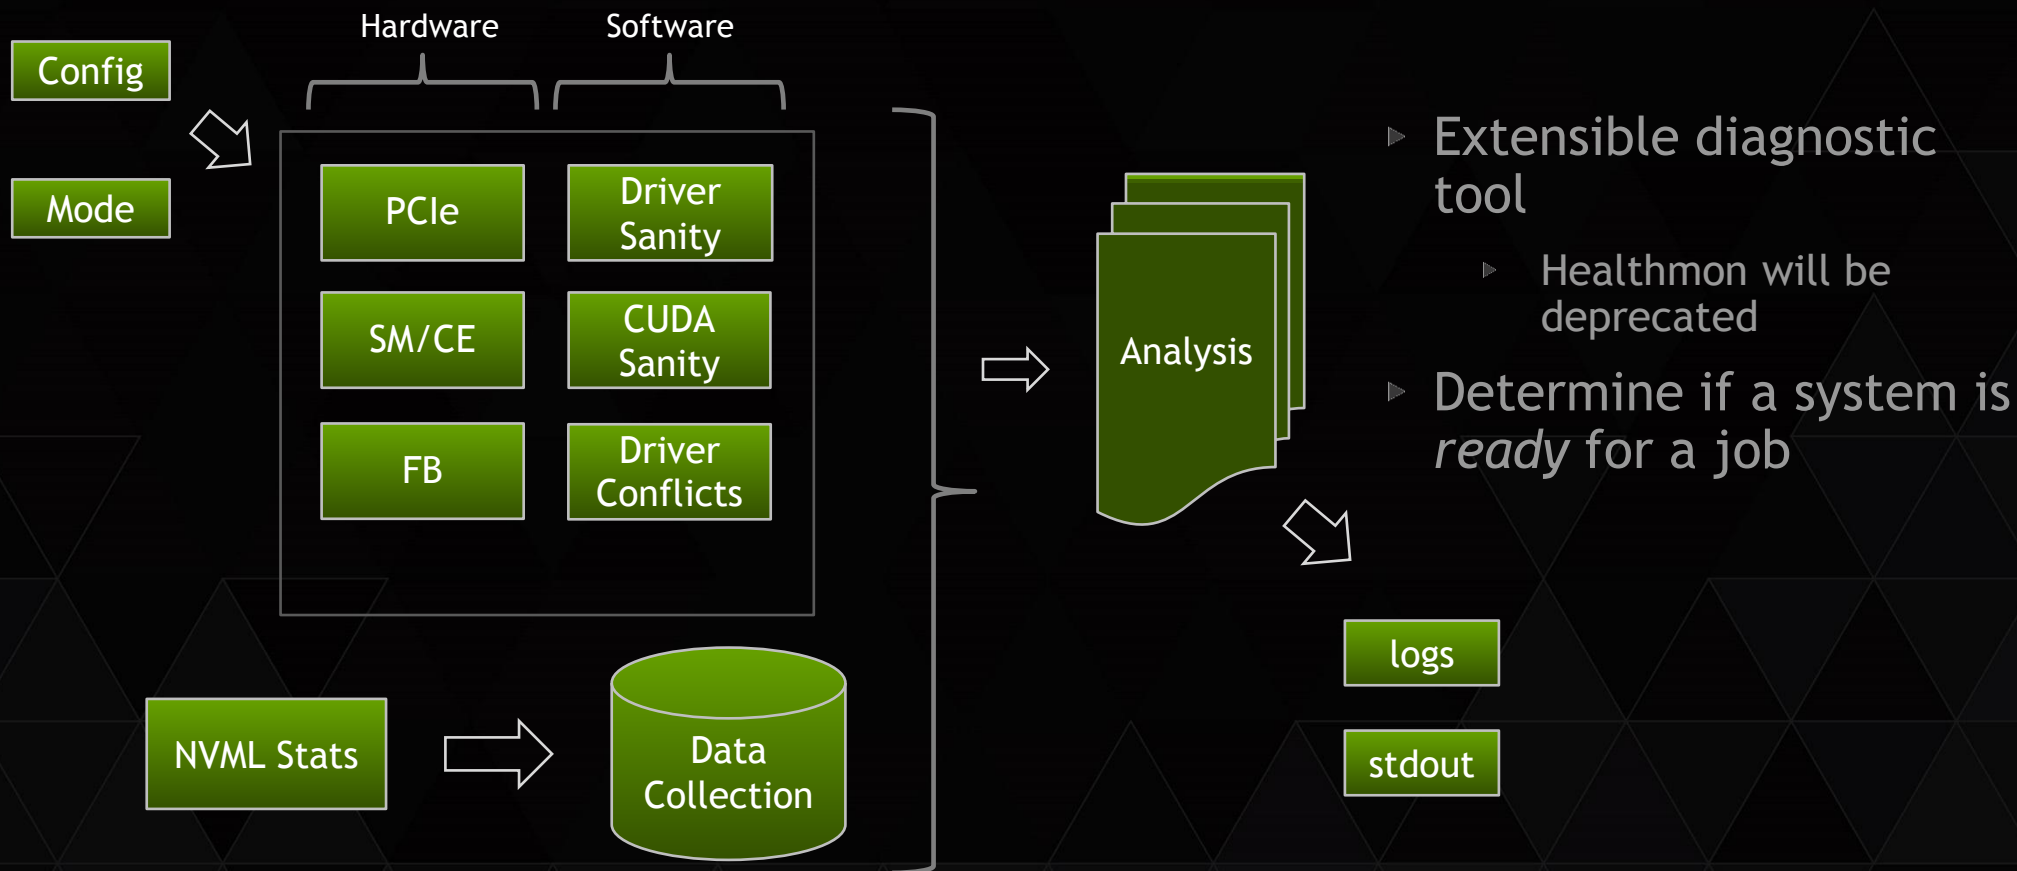 Hardware
Software
Config
Mode
PCIe
Driver
Sanity
SM/CE
CUDA
Sanity
FB
Driver
Conflicts
NVML Stats
Data
Collection
Analysis
logs
stdout
Extensible diagnostic
tool
Healthmon will be
deprecated
Determine if a system is
ready for a job